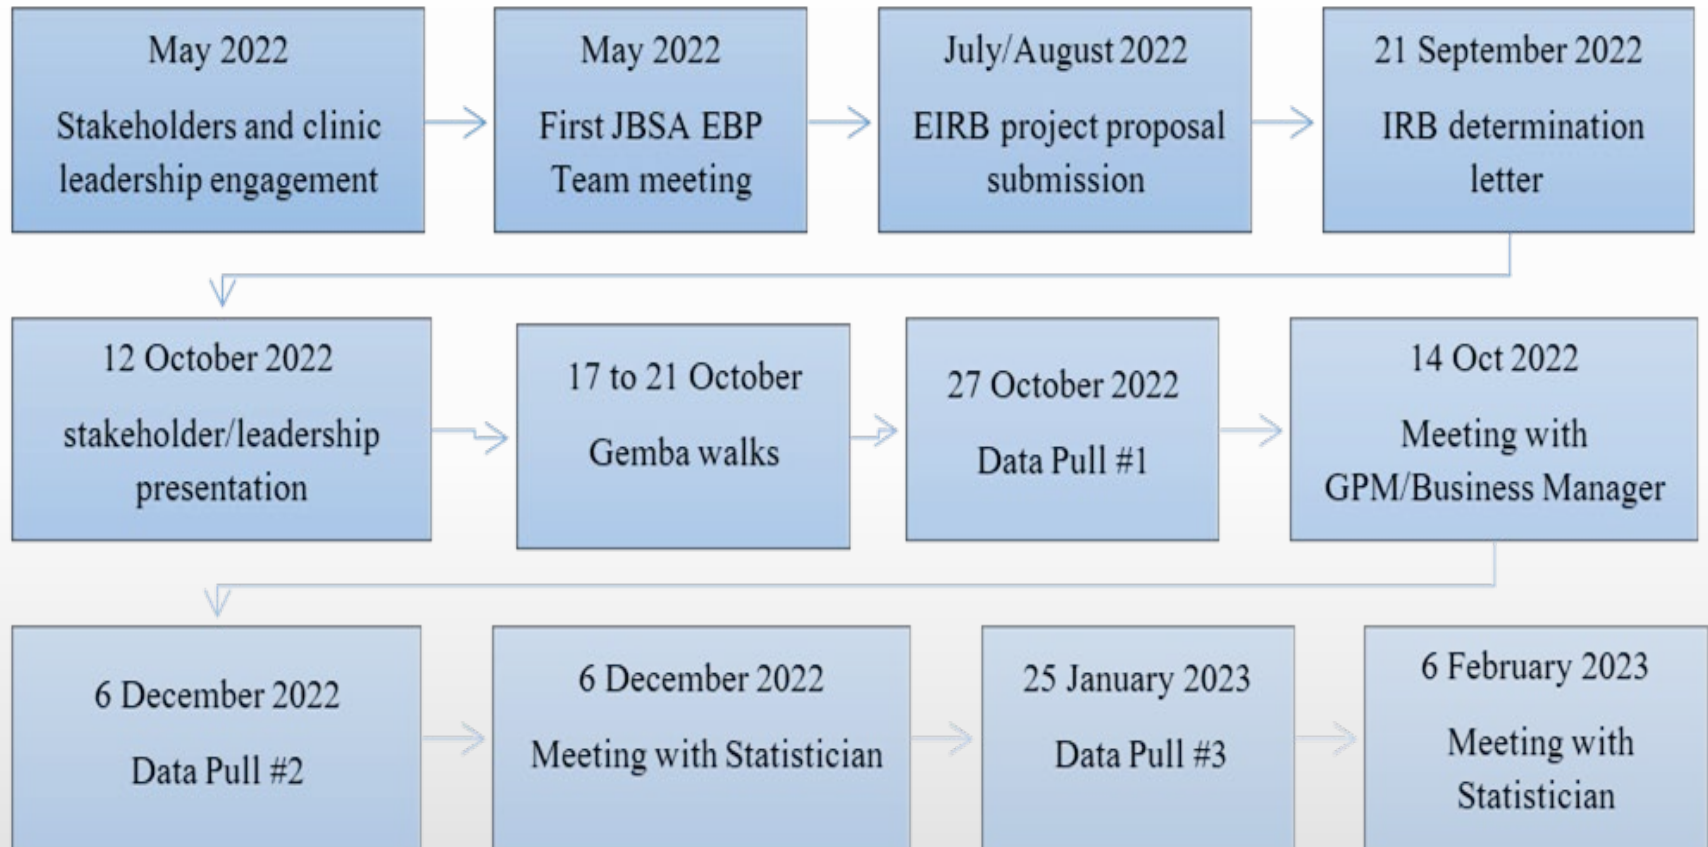 May 2022
Stakeholders and clinic
leadership engagement
May 2022
First JBSA EBP
Team meeting
July/August 2022
EIRB project proposal
submission
21 September 2022
IRB determination
letter
12 October 2022
stakeholder/leadership
presentation
17 to 21 October
Gemba walks
27 October 2022
Data Pull #1
14 Oct 2022
Meeting with
GPM/Business Manager
6 December 2022
Data Pull #2
6 December 2022
Meeting with Statistician
25 January 2023
Data Pull #3
6 February 2023
Meeting with
Statistician